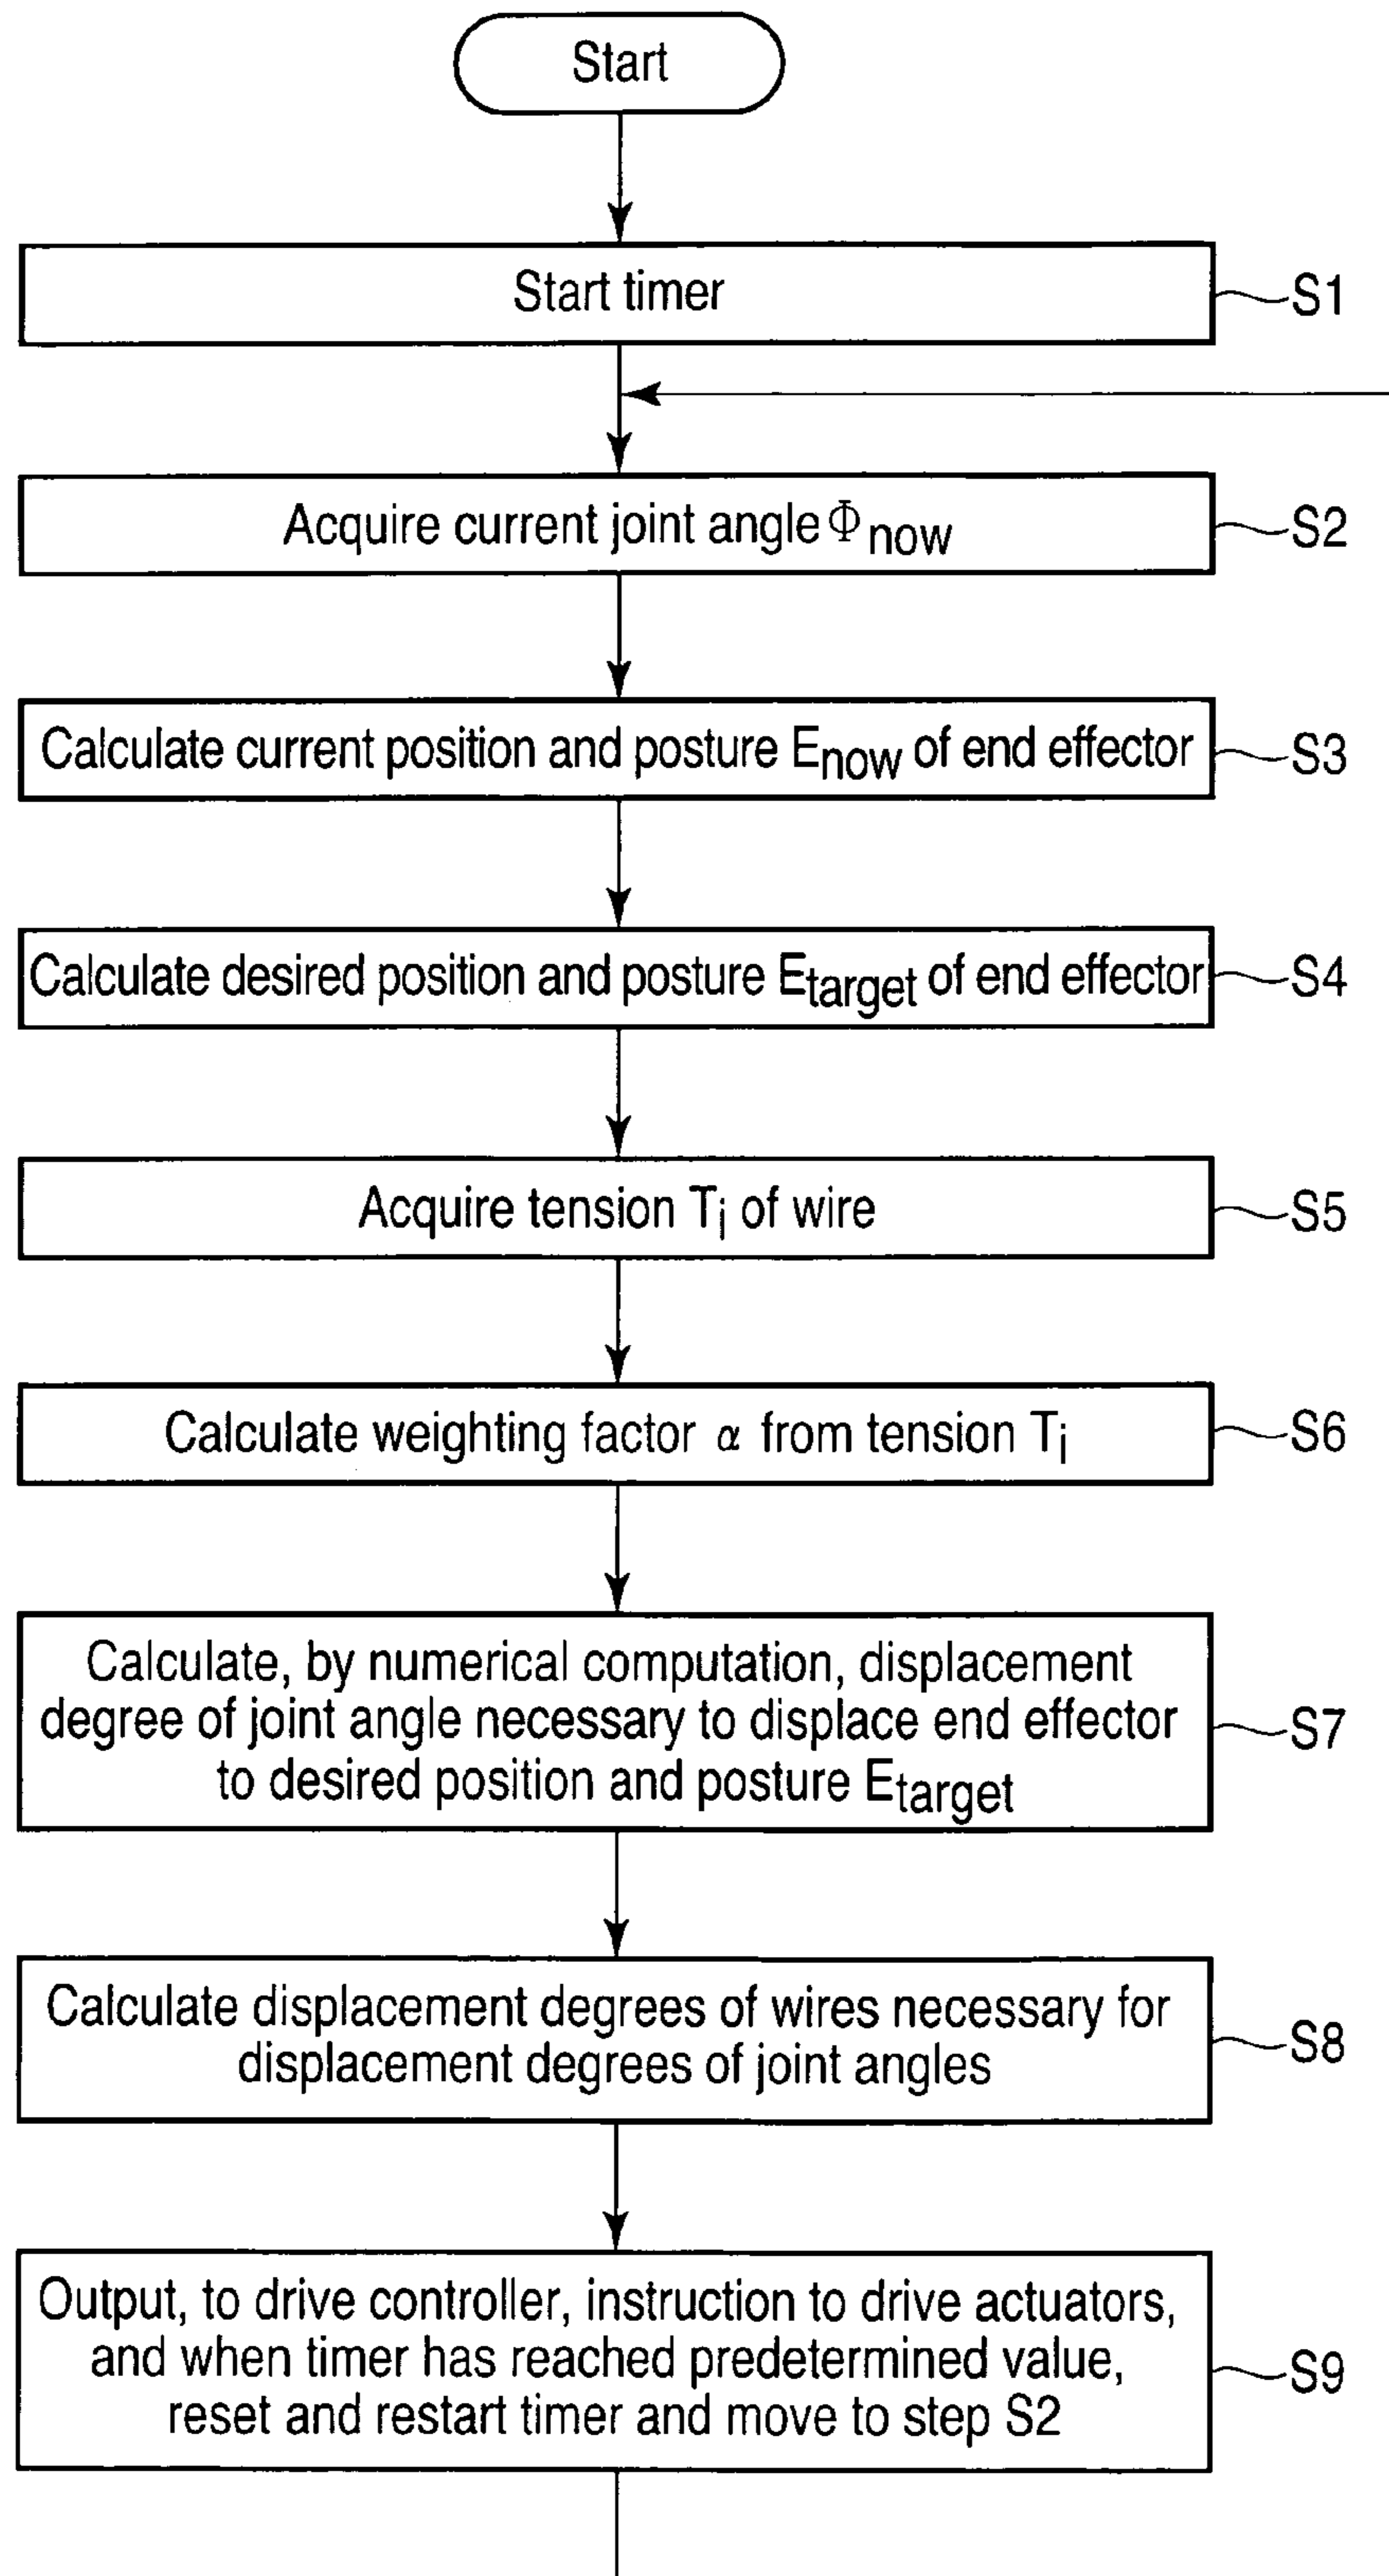 Start
Start timer
S1
Acquire current joint angle Φnow
S2
Calculate current position and posture Enow of end effector
S3
Calculate desired position and posture Etarget of end effector
S4
Acquire tension Ti of wire
S5
Calculate weighting factor α from tension Ti
S6
Calculate, by numerical computation, displacement
degree of joint angle necessary to displace end effector
to desired position and posture Etarget
S7
Calculate displacement degrees of wires necessary for
displacement degrees of joint angles
S8
Output, to drive controller, instruction to drive actuators,
and when timer has reached predetermined value,
reset and restart timer and move to step S2
S9